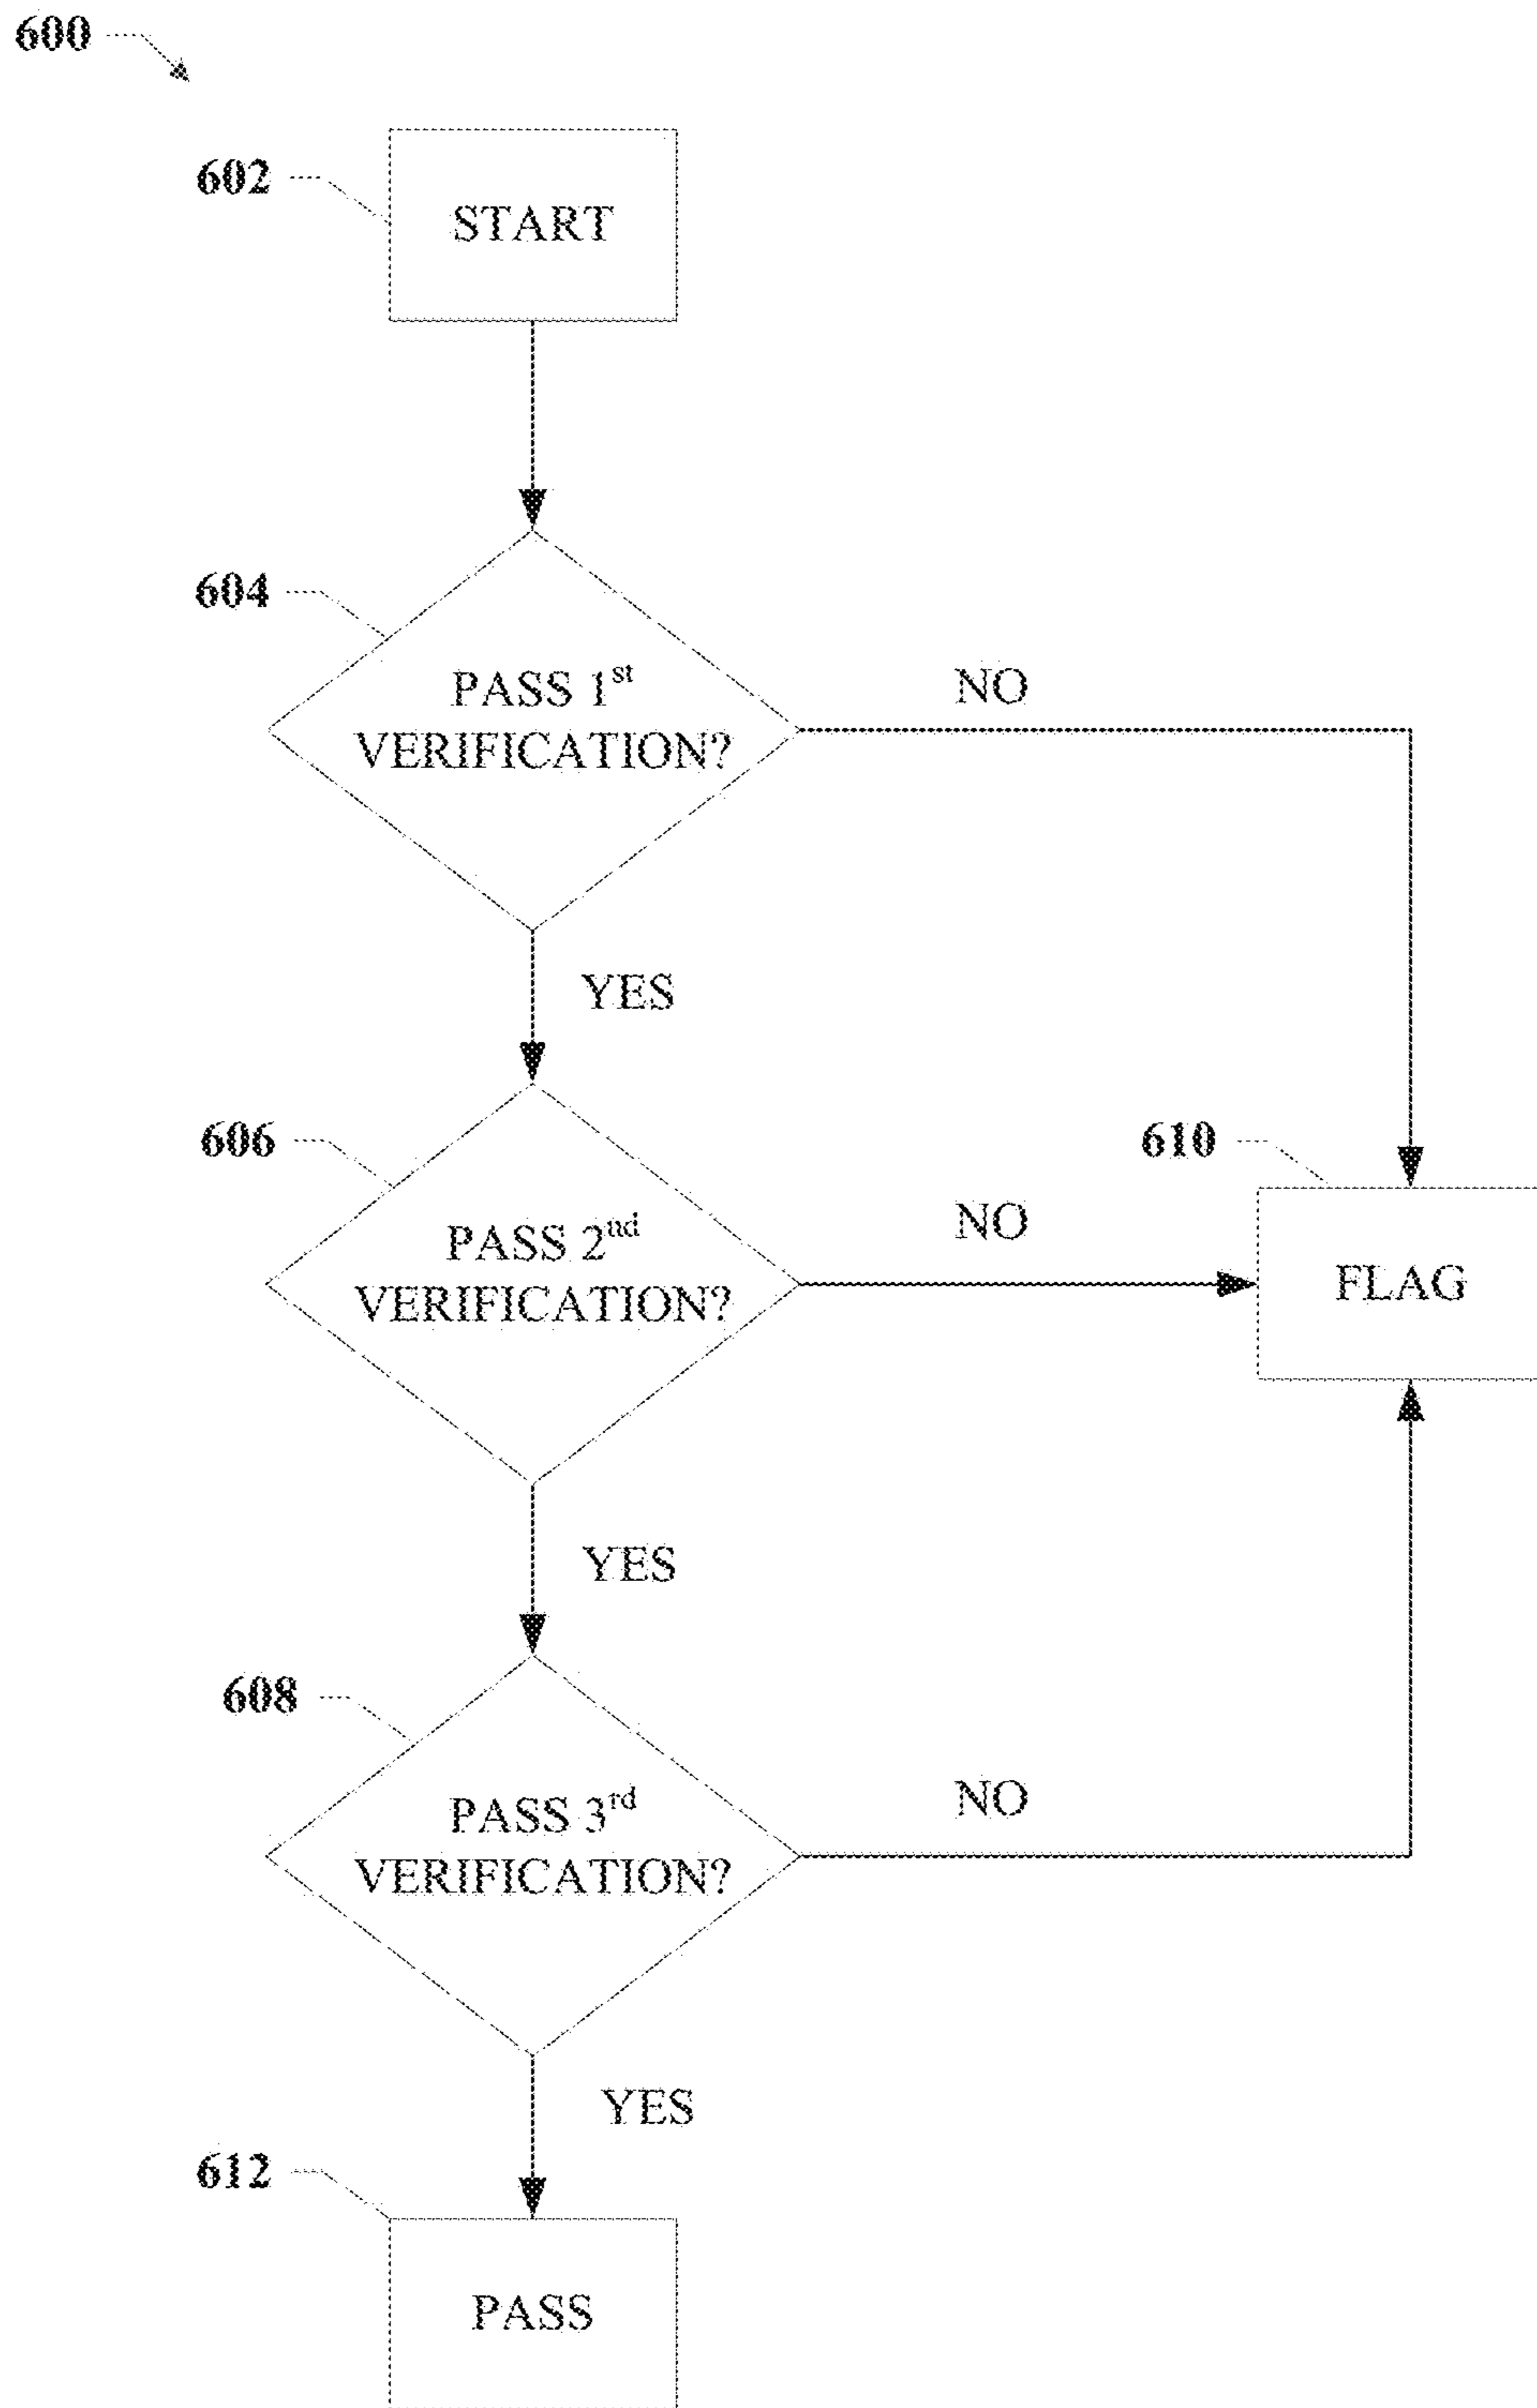 600
602
START
604
PASS 1st
VERIFICATION?
NO
YES
606
PASS 2nd
VERIFICATION?
NO
610
FLAG
YES
608
PASS 3rd
VERIFICATION?
NO
YES
612
PASS